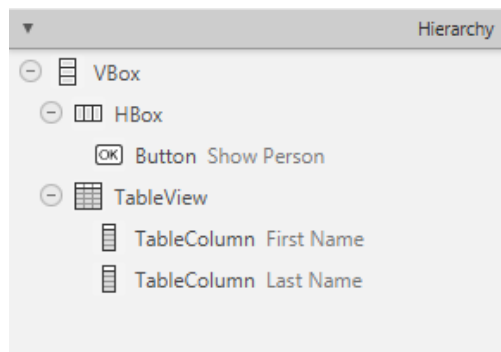 Hierarchy
VBox
HBox
OK Button Show Person
TableView
TableColumn First Name
TableColumn Last Name